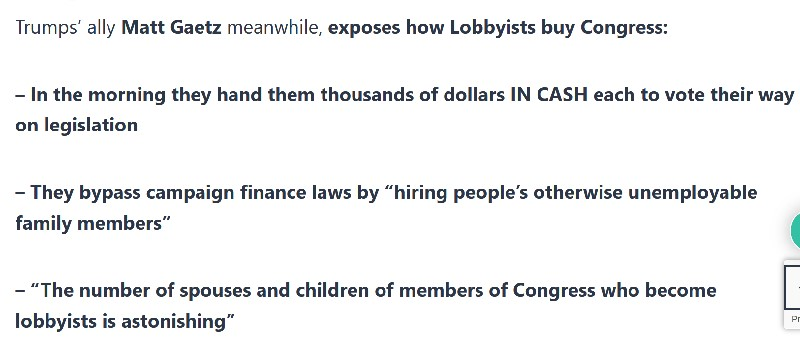 Trumps’ ally Matt Gaetz meanwhile, exposes how Lobbyists buy Congress:
– In the morning they hand them thousands of dollars IN CASH each to vote their way
on legislation
– They bypass campaign finance laws by “hiring people’s otherwise unemployable
family members”
– “The number of spouses and children of members of Congress who become
lobbyists is astonishing”